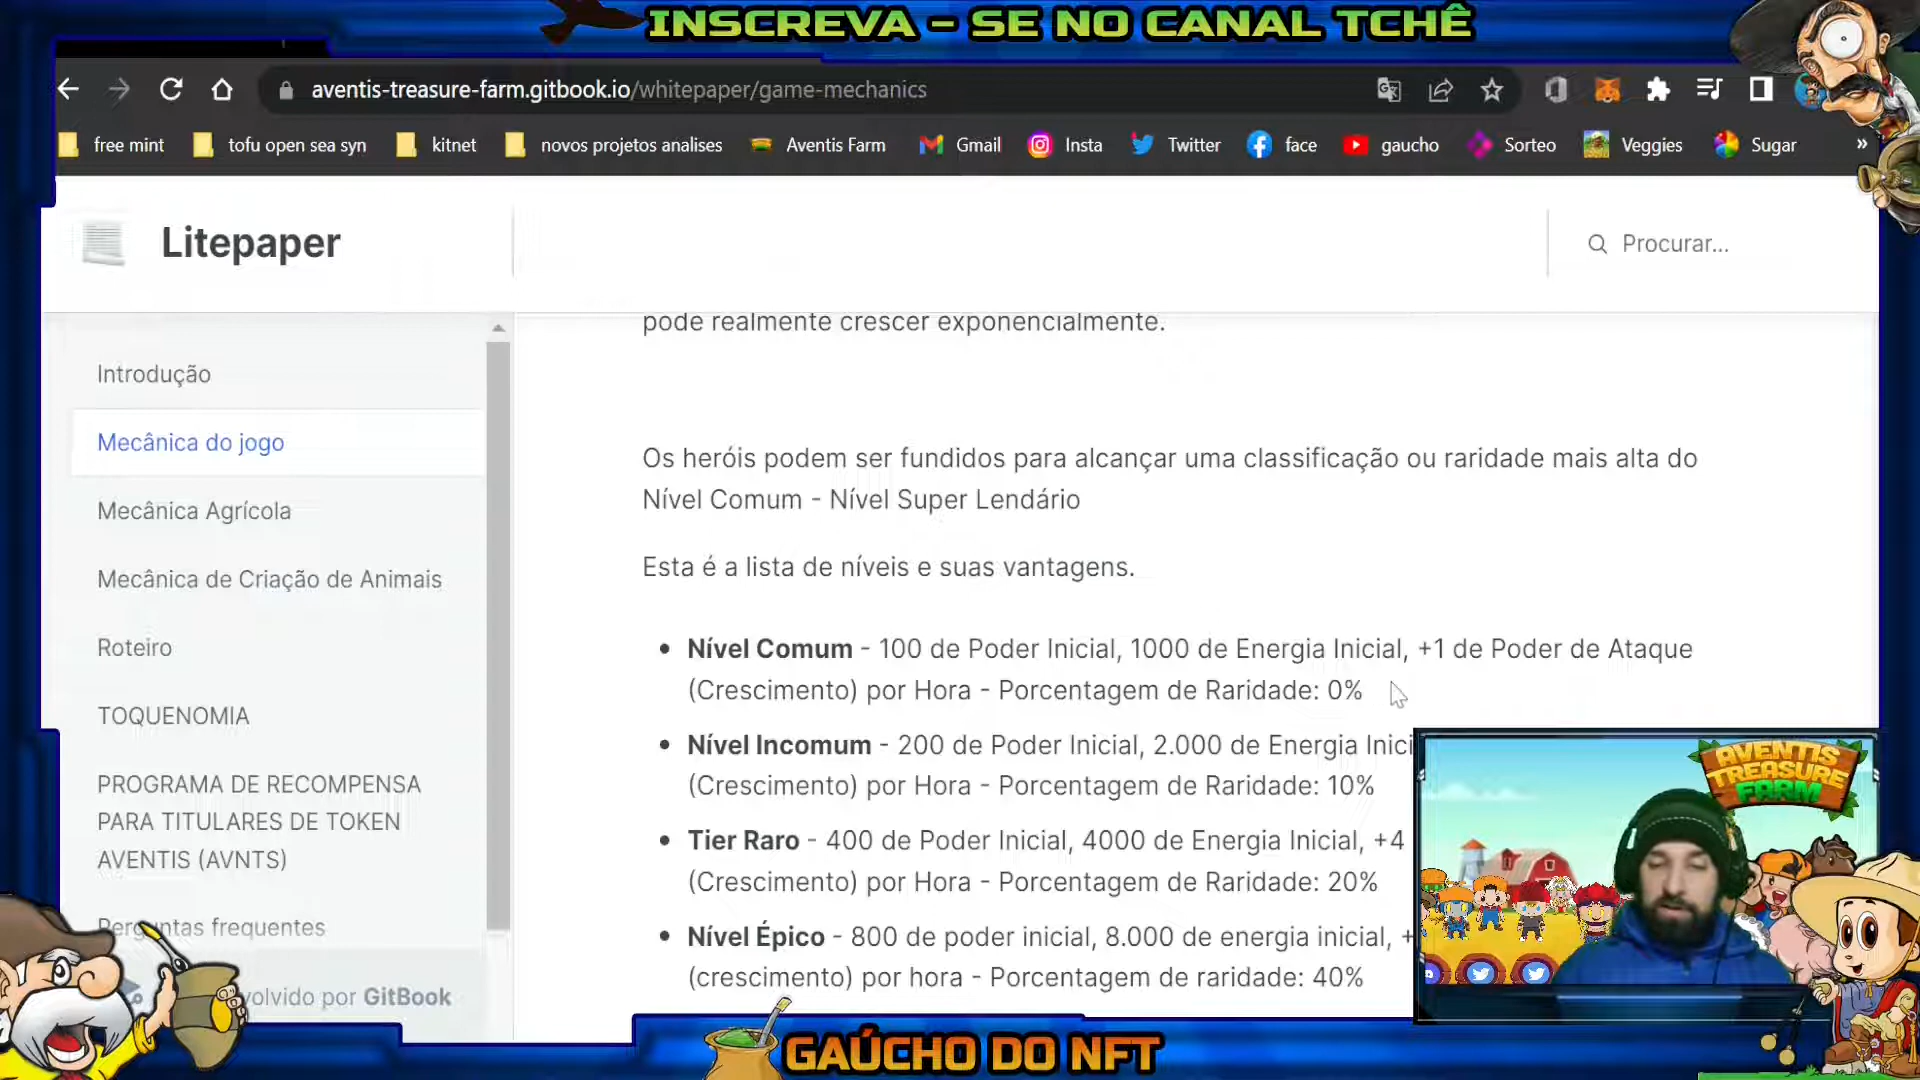 INSCREVA - SE NO CANAL TCHÊ
aventis-treasure-farm.gitbook.io/whitepaper/game-mechanics
free mint
tofu open sea syn
kitnet
novos projetos analises
Aventis Farm
Gmail
Insta
Twitter
face
gaucho
Sorteo
Veggies
Sugar
»
Litepaper
Procurar...
Introdução
Mecânica do jogo
Mecânica Agrícola
Mecânica de Criação de Animais
Roteiro
TOQUENOMIA
PROGRAMA DE RECOMPENSA
PARA TITULARES DE TOKEN
AVENTIS (AVNTS)
Perguntas frequentes
volvido por GitBook
pode realmente crescer exponencialmente.
Os heróis podem ser fundidos para alcançar uma classificação ou raridade mais alta do
Nível Comum - Nível Super Lendário
Esta é a lista de níveis e suas vantagens.
• Nível Comum - 100 de Poder Inicial, 1000 de Energia Inicial, +1 de Poder de Ataque
(Crescimento) por Hora - Porcentagem de Raridade: 0%
• Nível Incomum - 200 de Poder Inicial, 2.000 de Energia Inici
(Crescimento) por Hora - Porcentagem de Raridade: 10%
• Tier Raro - 400 de Poder Inicial, 4000 de Energia Inicial, +4
(Crescimento) por Hora - Porcentagem de Raridade: 20%
• Nível Épico - 800 de poder inicial, 8.000 de energia inicial, +
(crescimento) por hora - Porcentagem de raridade: 40%
AVENTIS
TREASURE
FARM
GAÚCHO DO NFT